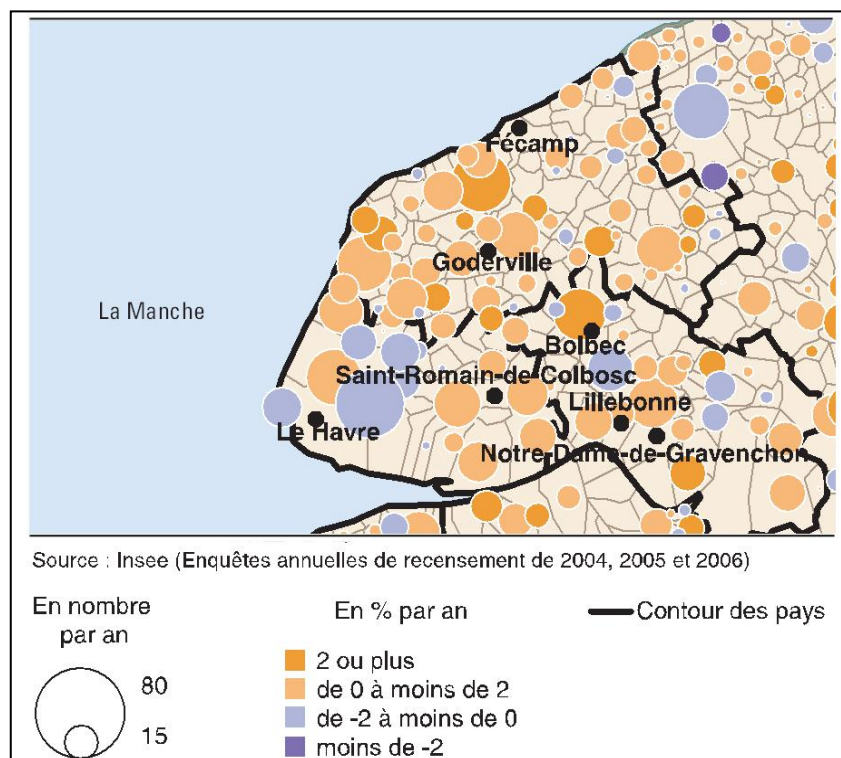 Fécamp
Goderville
La Manche
Bolbec
Saint-Romain-de-Colbosc
Lillebonne
Le Havre
Notre-Dame-de-Gravenchon
Source : Insee (Enquêtes annuelles de recensement de 2004, 2005 et 2006)
En nombre
par an
80
15
En % par an
2 ou plus
de 0 à moins de 2
de -2 à moins de 0
moins de -2
Contour des pays